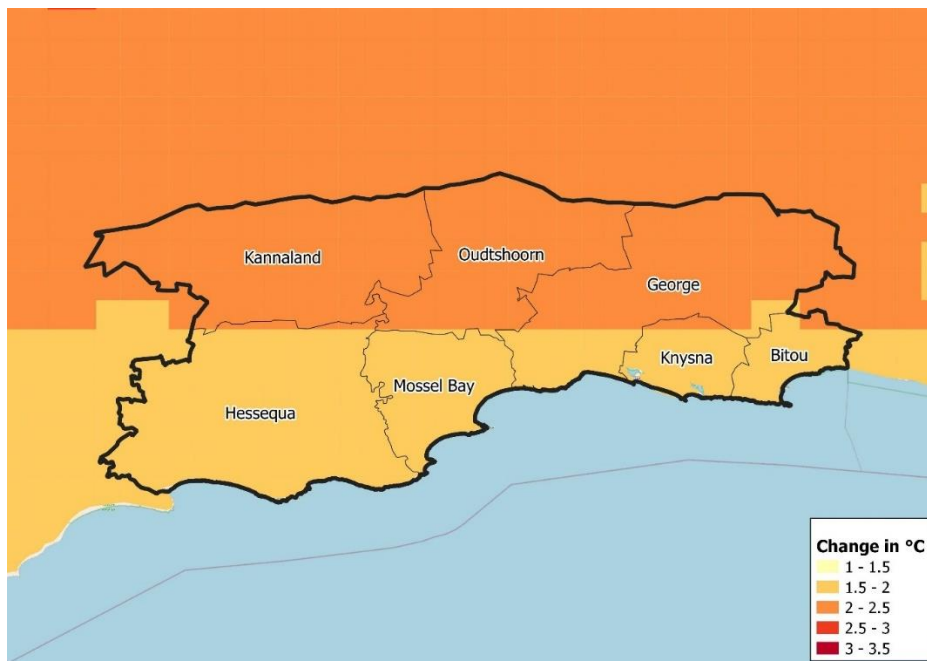 Kannaland
Oudtshoorn
George
Knysna
Bitou
Mossel Bay
Hessequa
Change in °C
1 - 1.5
1.5 - 2
2 - 2.5
2.5 - 3
3 - 3.5